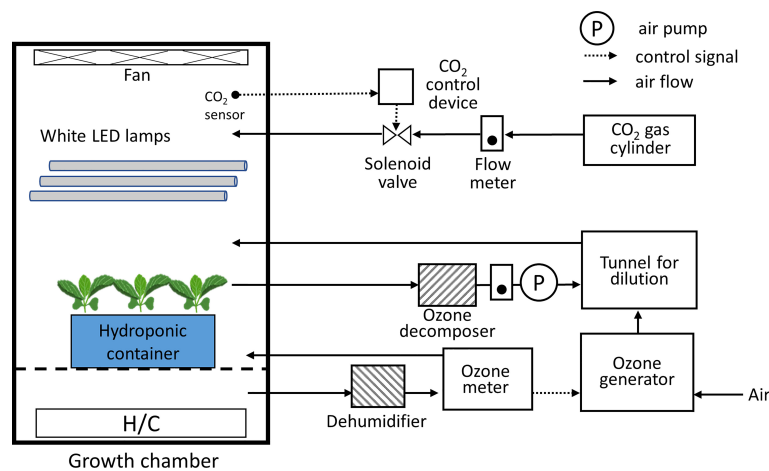 P air pump
control signal
air flow
Fan
CO2
sensor
CO2
control
device
White LED lamps
Solenoid
valve
Flow
meter
CO2 gas
cylinder
Tunnel for
dilution
P
Ozone
decomposer
Hydroponic
container
Ozone
meter
Ozone
generator
Air
Dehumidifier
H/C
Growth chamber